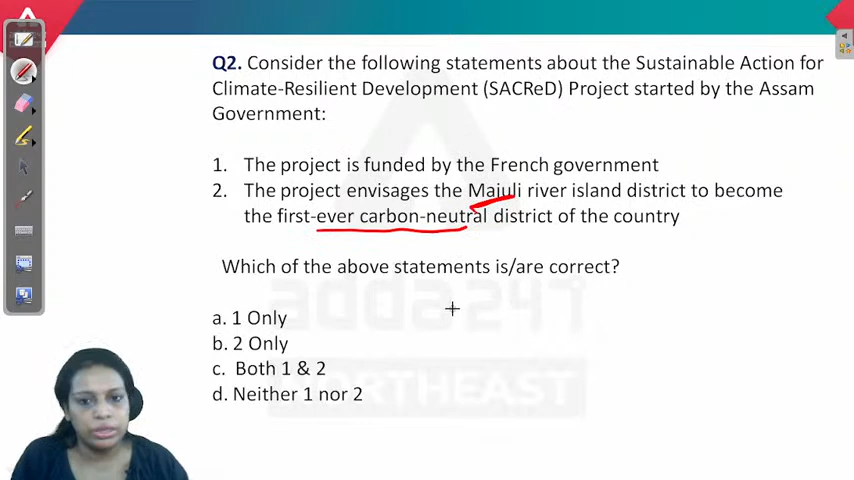 Q2. Consider the following statements about the Sustainable Action for
Climate-Resilient Development (SACReD) Project started by the Assam
Government:
1. The project is funded by the French government
2. The project envisages the Majuli river island district to become
the first-ever carbon-neutral district of the country
Which of the above statements is/are correct?
a. 1 Only
b. 2 Only
c. Both 1 & 2
d. Neither 1 nor 2
adda247
NORTHEAST